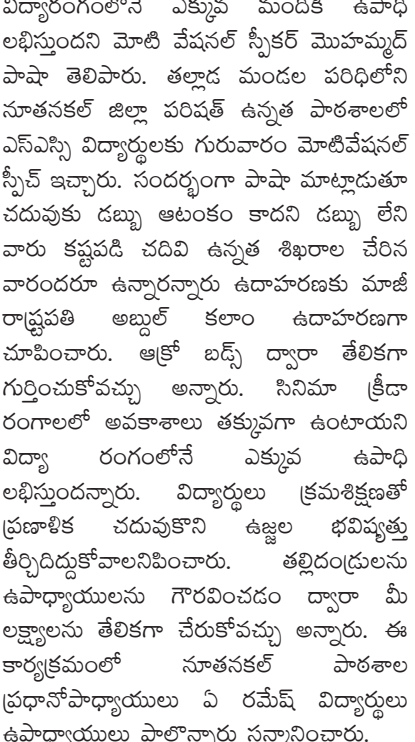 విద్యారంగంలోనే ఎక్కువ మందికి ఉపాధి
లభిస్తుందని మోటి వేషనల్ స్పీకర్ మొహమ్మద్
పాషా తెలిపారు. తల్లాడ మండల పరిధిలోని
నూతనకల్ జిల్లా పరిషత్ ఉన్నత పాఠశాలలో
ఎస్ఎస్సి విద్యార్థులకు గురువారం మోటివేషనల్
స్పీచ్ ఇచ్చారు. సందర్భంగా పాషా మాట్లాడుతూ
చదువుకు డబ్బు ఆటంకం కాదని డబ్బు లేని
వారు కష్టపడి చదివి ఉన్నత శిఖరాల చేరిన
వారందరూ ఉన్నారన్నారు ఉదాహరణకు మాజీ
రాష్ట్రపతి అబ్దుల్ కలాం ఉదాహరణగా
చూపించారు. ఆక్రో బడ్స్ ద్వారా తేలికగా
గుర్తించుకోవచ్చు అన్నారు. సినిమా క్రీడా
రంగాలలో అవకాశాలు తక్కువగా ఉంటాయని
విద్యా రంగంలోనే ఎక్కువ ఉపాధి
లభిస్తుందన్నారు. విద్యార్థులు క్రమశిక్షణతో
ప్రణాళిక చదువుకొని ఉజ్జల భవిష్యత్తు
తీర్చిదిద్దుకోవాలనిపించారు. తల్లిదండ్రులను
ఉపాధ్యాయులను గౌరవించడం ద్వారా మీ
లక్ష్యాలను తేలికగా చేరుకోవచ్చు అన్నారు. ఈ
కార్యక్రమంలో నూతనకల్ పాఠశాల
ప్రధానోపాధ్యాయులు ఏ రమేష్ విద్యార్థులు
ఉపాధ్యాయులు పాల్గొన్నారు సన్మానించారు.